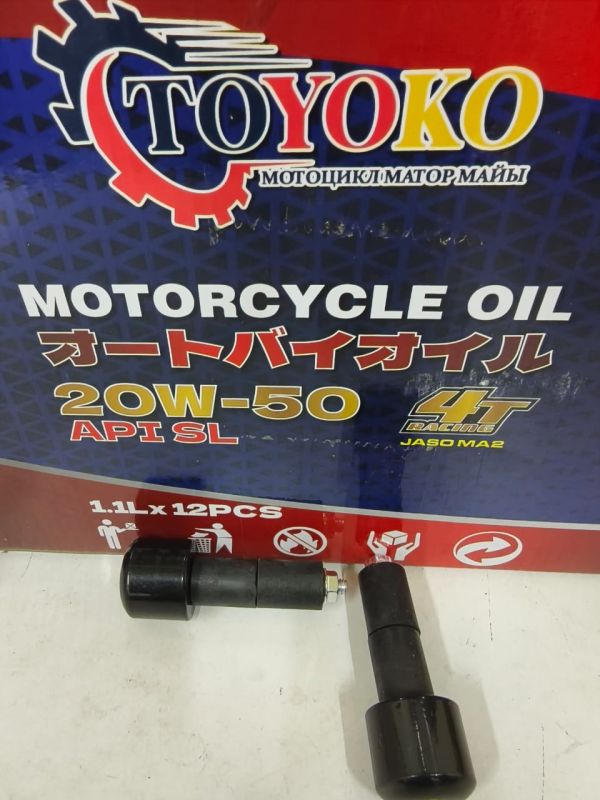 TOYOKO
МОТОЦИКЛ МАТОР МАЙЫ
MOTORCYCLE OIL
オートバイオイル
20W-50
4T
RACING
API SL
JASO MA2
1.1L x 12PCS